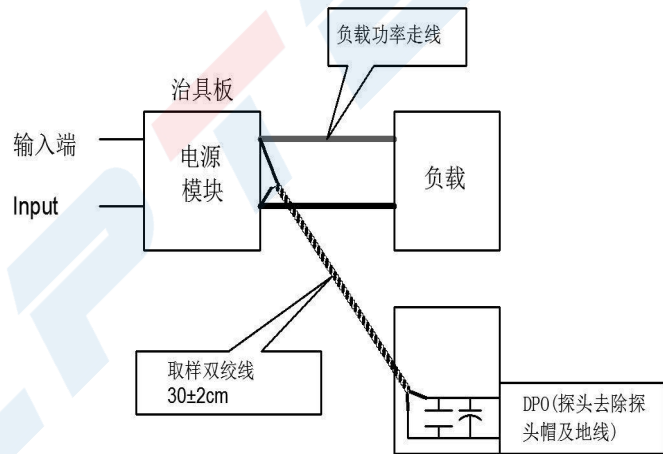 负载功率走线
治具板
输入端
Input
电源
模块
负载
取样双绞线
30±2cm
DPO(探头去除探
头帽及地线)